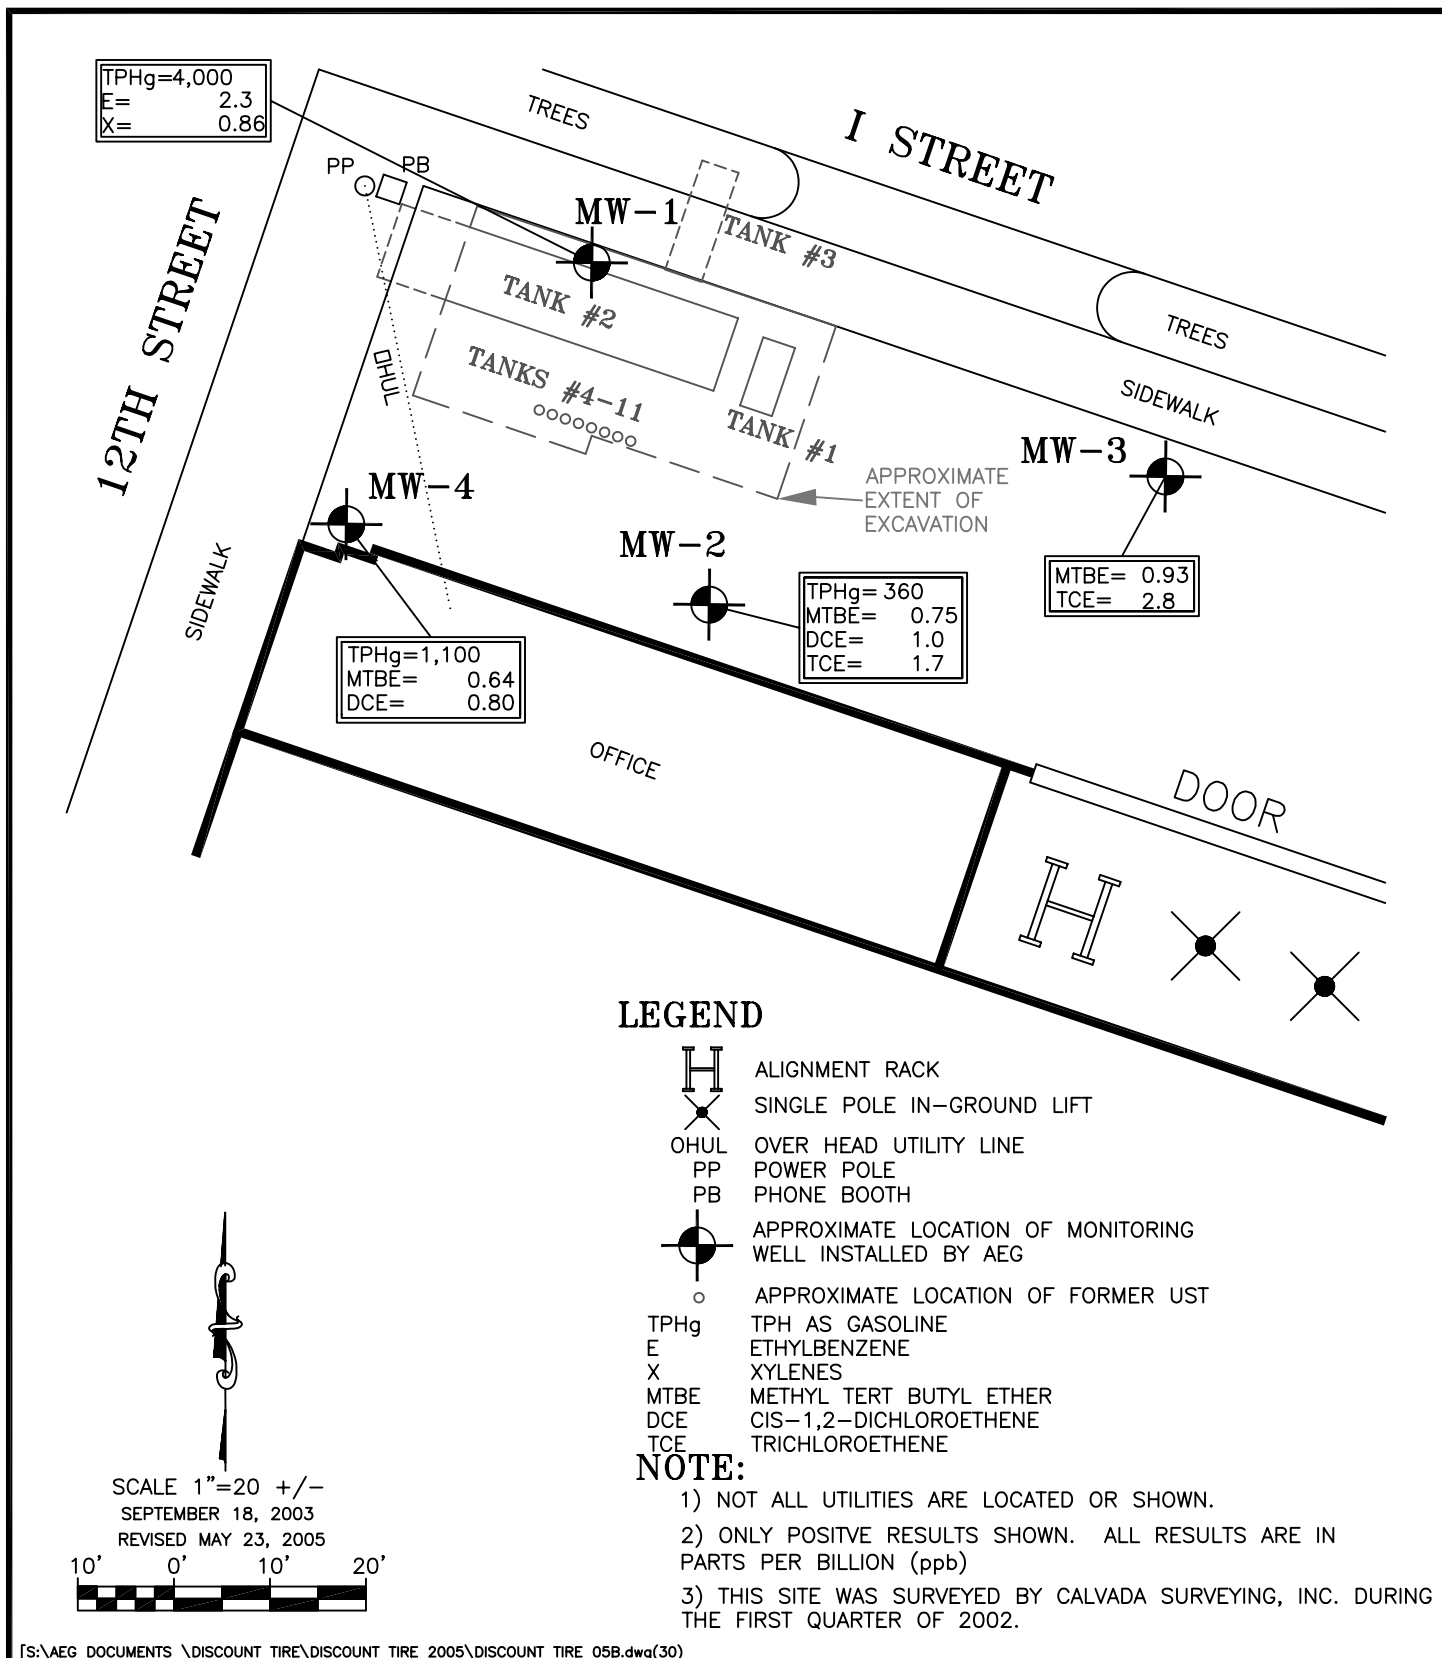 TPHg=4,000
E= 2.3
X= 0.86
TREES
I STREET
PP
PB
MW-1
TANK #3
12TH STREET
TANK #2
OHUL
TANKS #4-11
TANK #1
TREES
SIDEWALK
MW-3
APPROXIMATE
EXTENT OF
EXCAVATION
MW-4
MW-2
SIDEWALK
MTBE= 0.93
TCE= 2.8
TPHg= 360
MTBE= 0.75
DCE= 1.0
TCE= 1.7
TPHg=1,100
MTBE= 0.64
DCE= 0.80
OFFICE
DOOR
LEGEND
ALIGNMENT RACK
SINGLE POLE IN-GROUND LIFT
OHUL OVER HEAD UTILITY LINE
PP POWER POLE
PB PHONE BOOTH
APPROXIMATE LOCATION OF MONITORING
WELL INSTALLED BY AEG
APPROXIMATE LOCATION OF FORMER UST
TPHg TPH AS GASOLINE
E ETHYLBENZENE
X XYLENES
MTBE METHYL TERT BUTYL ETHER
DCE CIS-1,2-DICHLOROETHENE
TCE TRICHLOROETHENE
NOTE:
1) NOT ALL UTILITIES ARE LOCATED OR SHOWN.
2) ONLY POSITVE RESULTS SHOWN. ALL RESULTS ARE IN
PARTS PER BILLION (ppb)
3) THIS SITE WAS SURVEYED BY CALVADA SURVEYING, INC. DURING
THE FIRST QUARTER OF 2002.
SCALE 1"=20 +/-
SEPTEMBER 18, 2003
REVISED MAY 23, 2005
10' 0' 10' 20'
[S:\AEG DOCUMENTS \DISCOUNT TIRE\DISCOUNT TIRE 2005\DISCOUNT TIRE 05B.dwg(30)